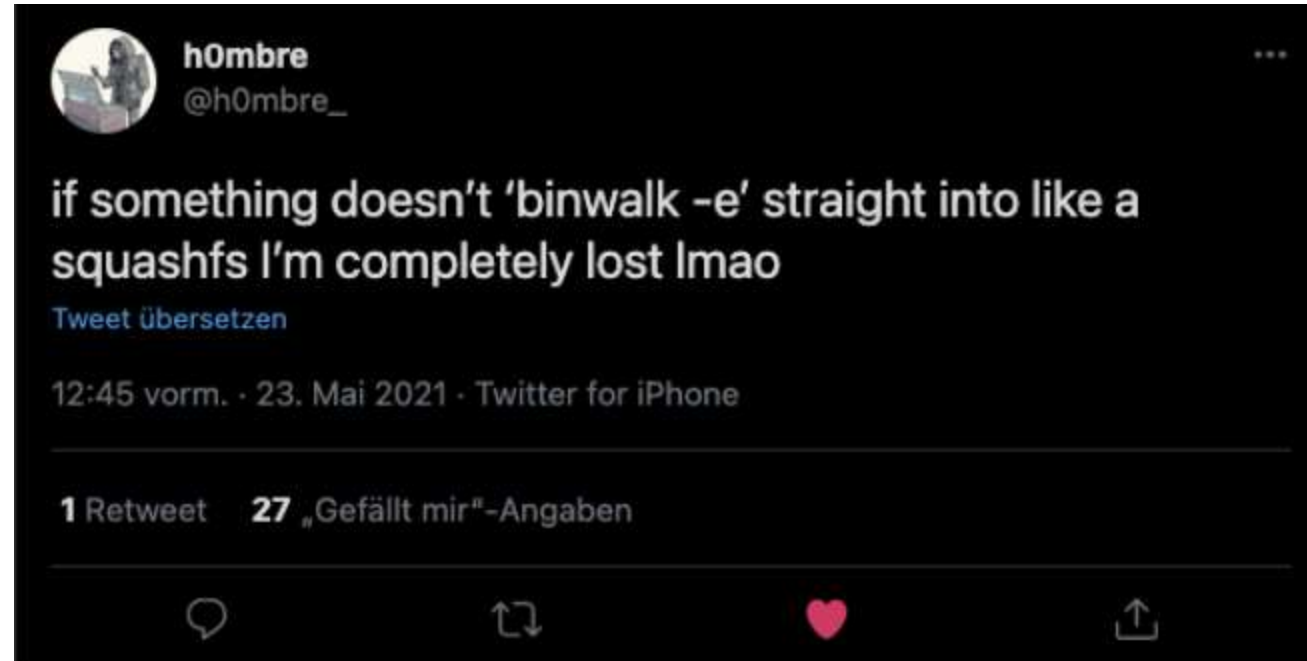 h0mbre
@h0mbre_
if something doesn't 'binwalk -e' straight into like a
squashfs I'm completely lost lmao
Tweet übersetzen
12:45 vorm. · 23. Mai 2021 · Twitter for iPhone
1 Retweet 27 „Gefällt mir“-Angaben